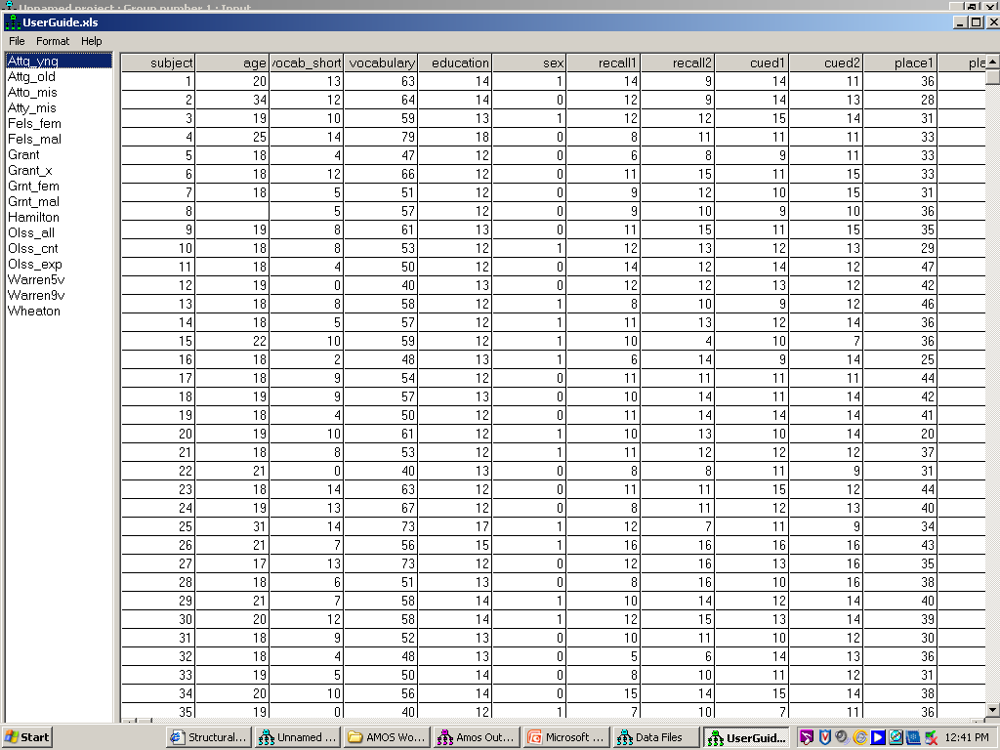 Unnamed project : Group number 1 : Input
UserGuide.xls
File Format Help
Attg_yng
Attg_old
Atto_mis
Atty_mis
Fels_fem
Fels_mal
Grant
Grant_x
Grnt_fem
Grnt_mal
Hamilton
Olss_all
Olss_cnt
Olss_exp
Warren5v
Warren9v
Wheaton
subject age vocab_short vocabulary education sex recall1 recall2 cued1 cued2 place1 pla
1 20 13 63 14 1 14 9 14 11 36
2 34 12 64 14 0 12 9 14 13 28
3 19 10 59 13 1 12 12 15 14 31
4 25 14 79 18 0 8 11 11 11 33
5 18 4 47 12 0 6 8 9 11 33
6 18 12 66 12 0 11 15 11 15 33
7 18 5 51 12 0 9 12 10 15 31
8 5 57 12 0 9 10 9 10 36
9 19 8 61 13 0 11 15 11 15 35
10 18 8 53 12 1 12 13 12 13 29
11 18 4 50 12 0 14 12 14 12 47
12 19 0 40 13 0 12 12 13 12 42
13 18 8 58 12 1 8 10 9 12 46
14 18 5 57 12 1 11 13 12 14 36
15 22 10 59 12 1 10 4 10 7 36
16 18 2 48 13 1 6 14 9 14 25
17 18 9 54 12 0 11 11 11 11 44
18 19 9 57 13 0 10 14 11 14 42
19 18 4 50 12 0 11 14 14 14 41
20 19 10 61 12 1 10 13 10 14 20
21 18 8 53 12 1 11 12 12 12 37
22 21 0 40 13 0 8 8 11 9 31
23 18 14 63 12 0 11 11 15 12 44
24 19 13 67 12 0 8 11 12 13 40
25 31 14 73 17 1 12 7 11 9 34
26 21 7 56 15 1 16 16 16 16 43
27 17 13 73 12 0 12 16 13 16 35
28 18 6 51 13 0 8 16 10 16 38
29 21 7 58 14 1 10 14 12 14 40
30 20 12 58 14 1 12 15 13 14 39
31 18 9 52 13 0 10 11 10 12 30
32 18 4 48 13 0 5 6 14 13 36
33 19 5 50 14 0 8 10 11 12 31
34 20 10 56 14 0 15 14 15 14 38
35 19 0 40 12 1 7 10 7 11 36
Start Structural... Unnamed ... AMOS Wo... Amos Out... Microsoft ... Data Files UserGuid... 12:41 PM